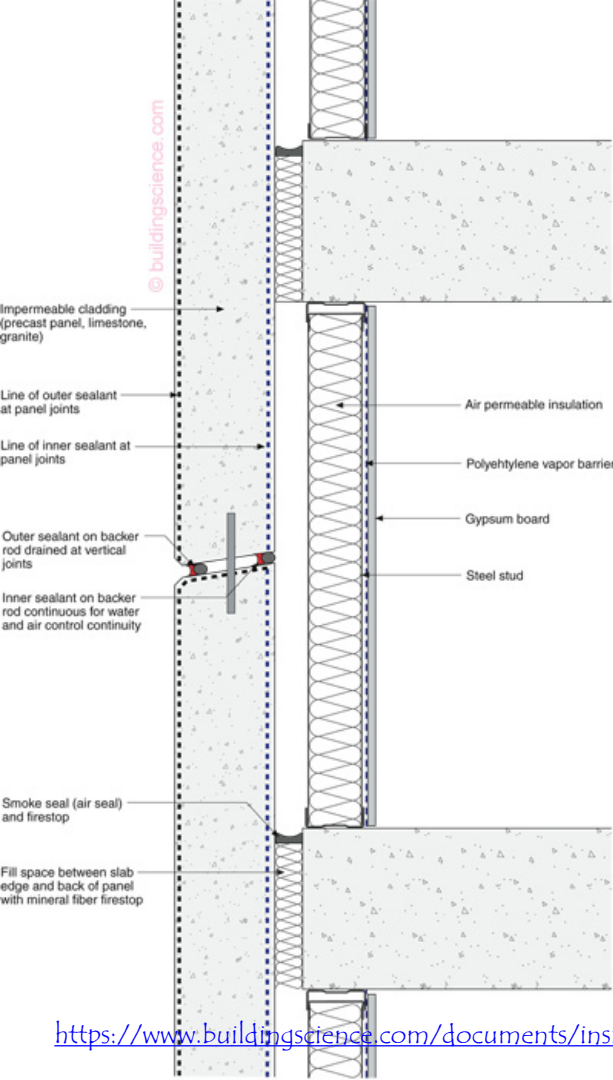 © buildingscience.com
Impermeable cladding
(precast panel, limestone,
granite)
Line of outer sealant
at panel joints
Line of inner sealant at
panel joints
Outer sealant on backer
rod drained at vertical
joints
Inner sealant on backer
rod continuous for water
and air control continuity
Smoke seal (air seal)
and firestop
Fill space between slab
edge and back of panel
with mineral fiber firestop
Air permeable insulation
Polyehtylene vapor barrier
Gypsum board
Steel stud
https://www.buildingscience.com/documents/insi